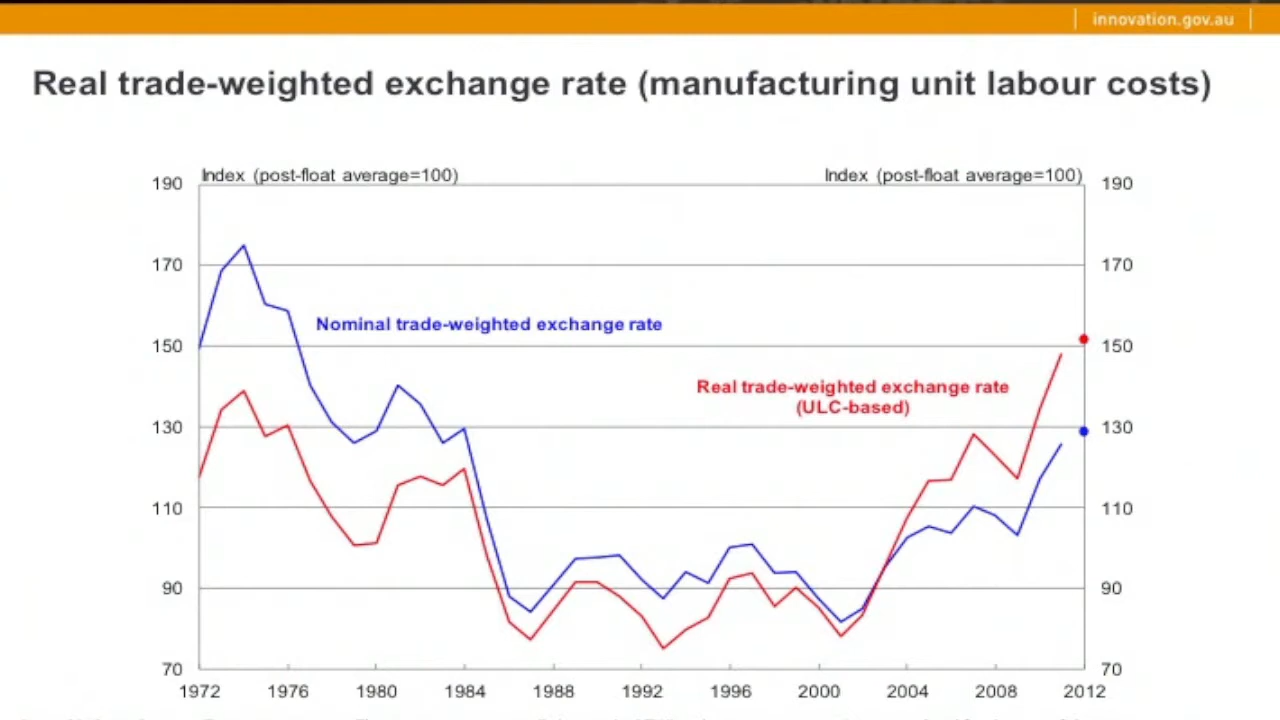 innovation.gov.au
Real trade-weighted exchange rate (manufacturing unit labour costs)
Index (post-float average=100) Index (post-float average=100)
190 190
170 170
Nominal trade-weighted exchange rate
150 150
Real trade-weighted exchange rate
(ULC-based)
130 130
110 110
90 90
70 70
1972 1976 1980 1984 1988 1992 1996 2000 2004 2008 2012